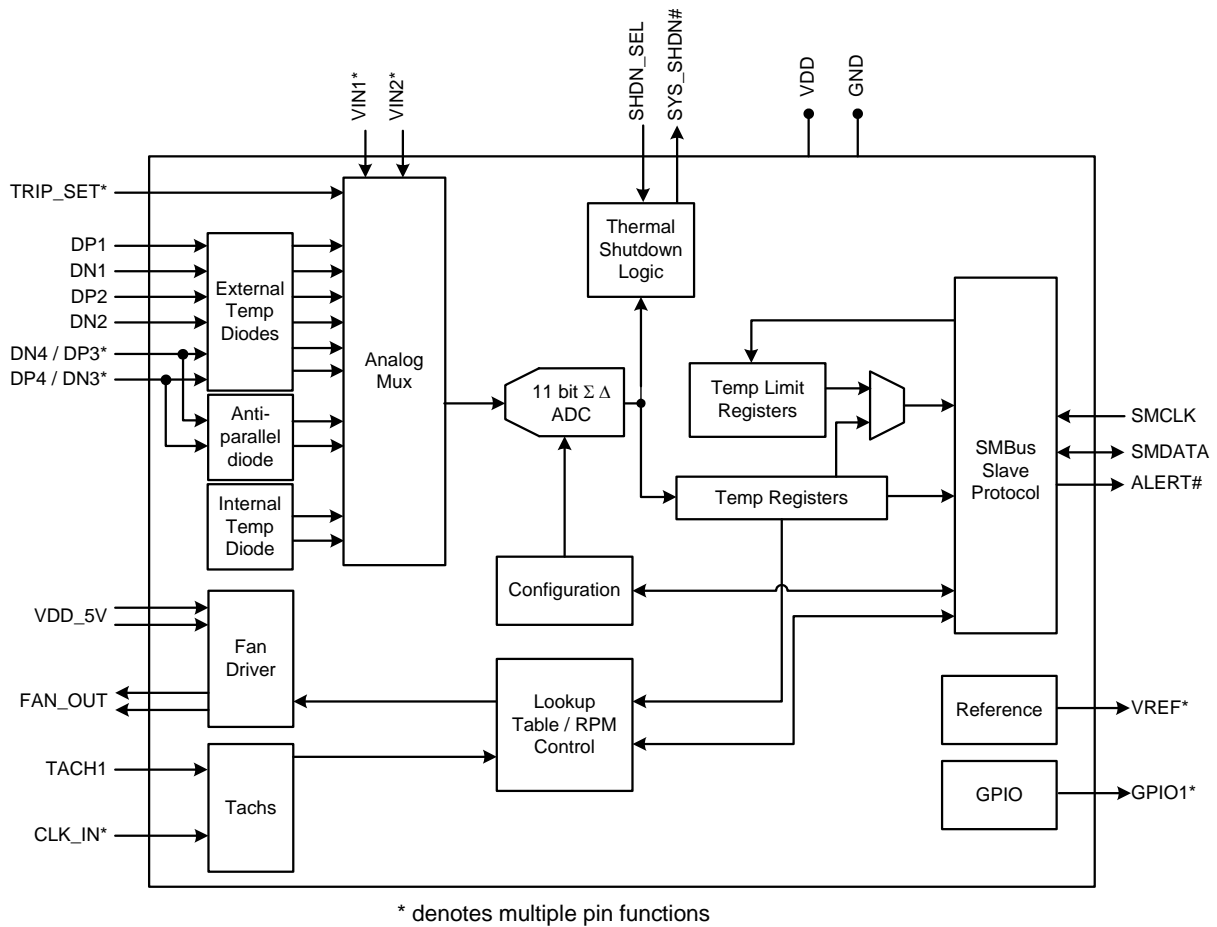 VIN1*
VIN2*
SHDN_SEL
SYS_SHDN#
VDD
GND
TRIP_SET*
DP1
DN1
DP2
DN2
DN4 / DP3*
DP4 / DN3*
External
Temp
Diodes
Anti-
parallel
diode
Internal
Temp
Diode
Analog
Mux
11 bit Σ Δ
ADC
Thermal
Shutdown
Logic
Temp Limit
Registers
Temp Registers
SMBus
Slave
Protocol
SMCLK
SMDATA
ALERT#
Configuration
VDD_5V
FAN_OUT
Fan
Driver
Lookup
Table / RPM
Control
Reference
VREF*
TACH1
CLK_IN*
Tachs
GPIO
GPIO1*
* denotes multiple pin functions